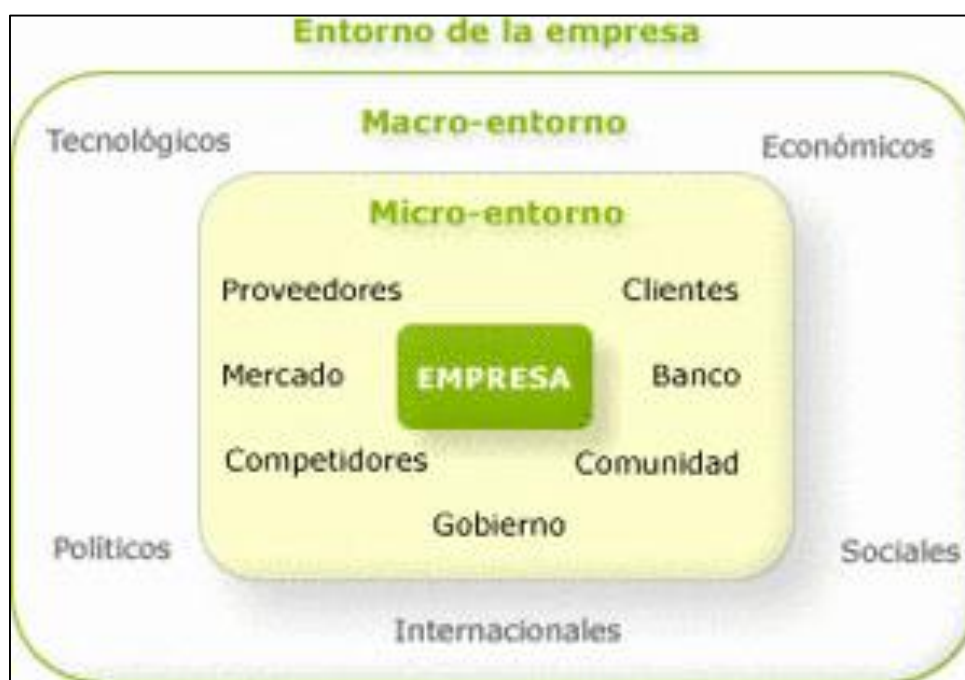 Entorno de la empresa
Macro-entorno
Tecnológicos
Económicos
Micro-entorno
Proveedores
Clientes
Mercado
EMPRESA
Banco
Competidores
Comunidad
Gobierno
Políticos
Sociales
Internacionales